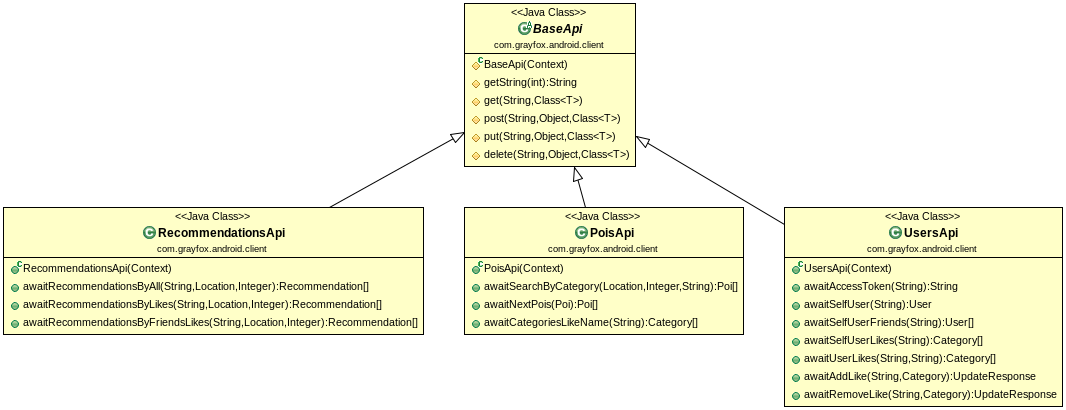 <<Java Class>>
BaseApi
com.grayfox.android.client
BaseApi(Context)
getString(int):String
get(String,Class<T>)
post(String,Object,Class<T>)
put(String,Object,Class<T>)
delete(String,Object,Class<T>)
<<Java Class>>
RecommendationsApi
com.grayfox.android.client
RecommendationsApi(Context)
awaitRecommendationsByAll(String,Location,Integer):Recommendation[]
awaitRecommendationsByLikes(String,Location,Integer):Recommendation[]
awaitRecommendationsByFriendsLikes(String,Location,Integer):Recommendation[]
<<Java Class>>
PoisApi
com.grayfox.android.client
PoisApi(Context)
awaitSearchByCategory(Location,Integer,String):Poi[]
awaitNextPois(Poi):Poi[]
awaitCategoriesLikeName(String):Category[]
<<Java Class>>
UsersApi
com.grayfox.android.client
UsersApi(Context)
awaitAccessToken(String):String
awaitSelfUser(String):User
awaitSelfUserFriends(String):User[]
awaitSelfUserLikes(String):Category[]
awaitUserLikes(String,String):Category[]
awaitAddLike(String,Category):UpdateResponse
awaitRemoveLike(String,Category):UpdateResponse